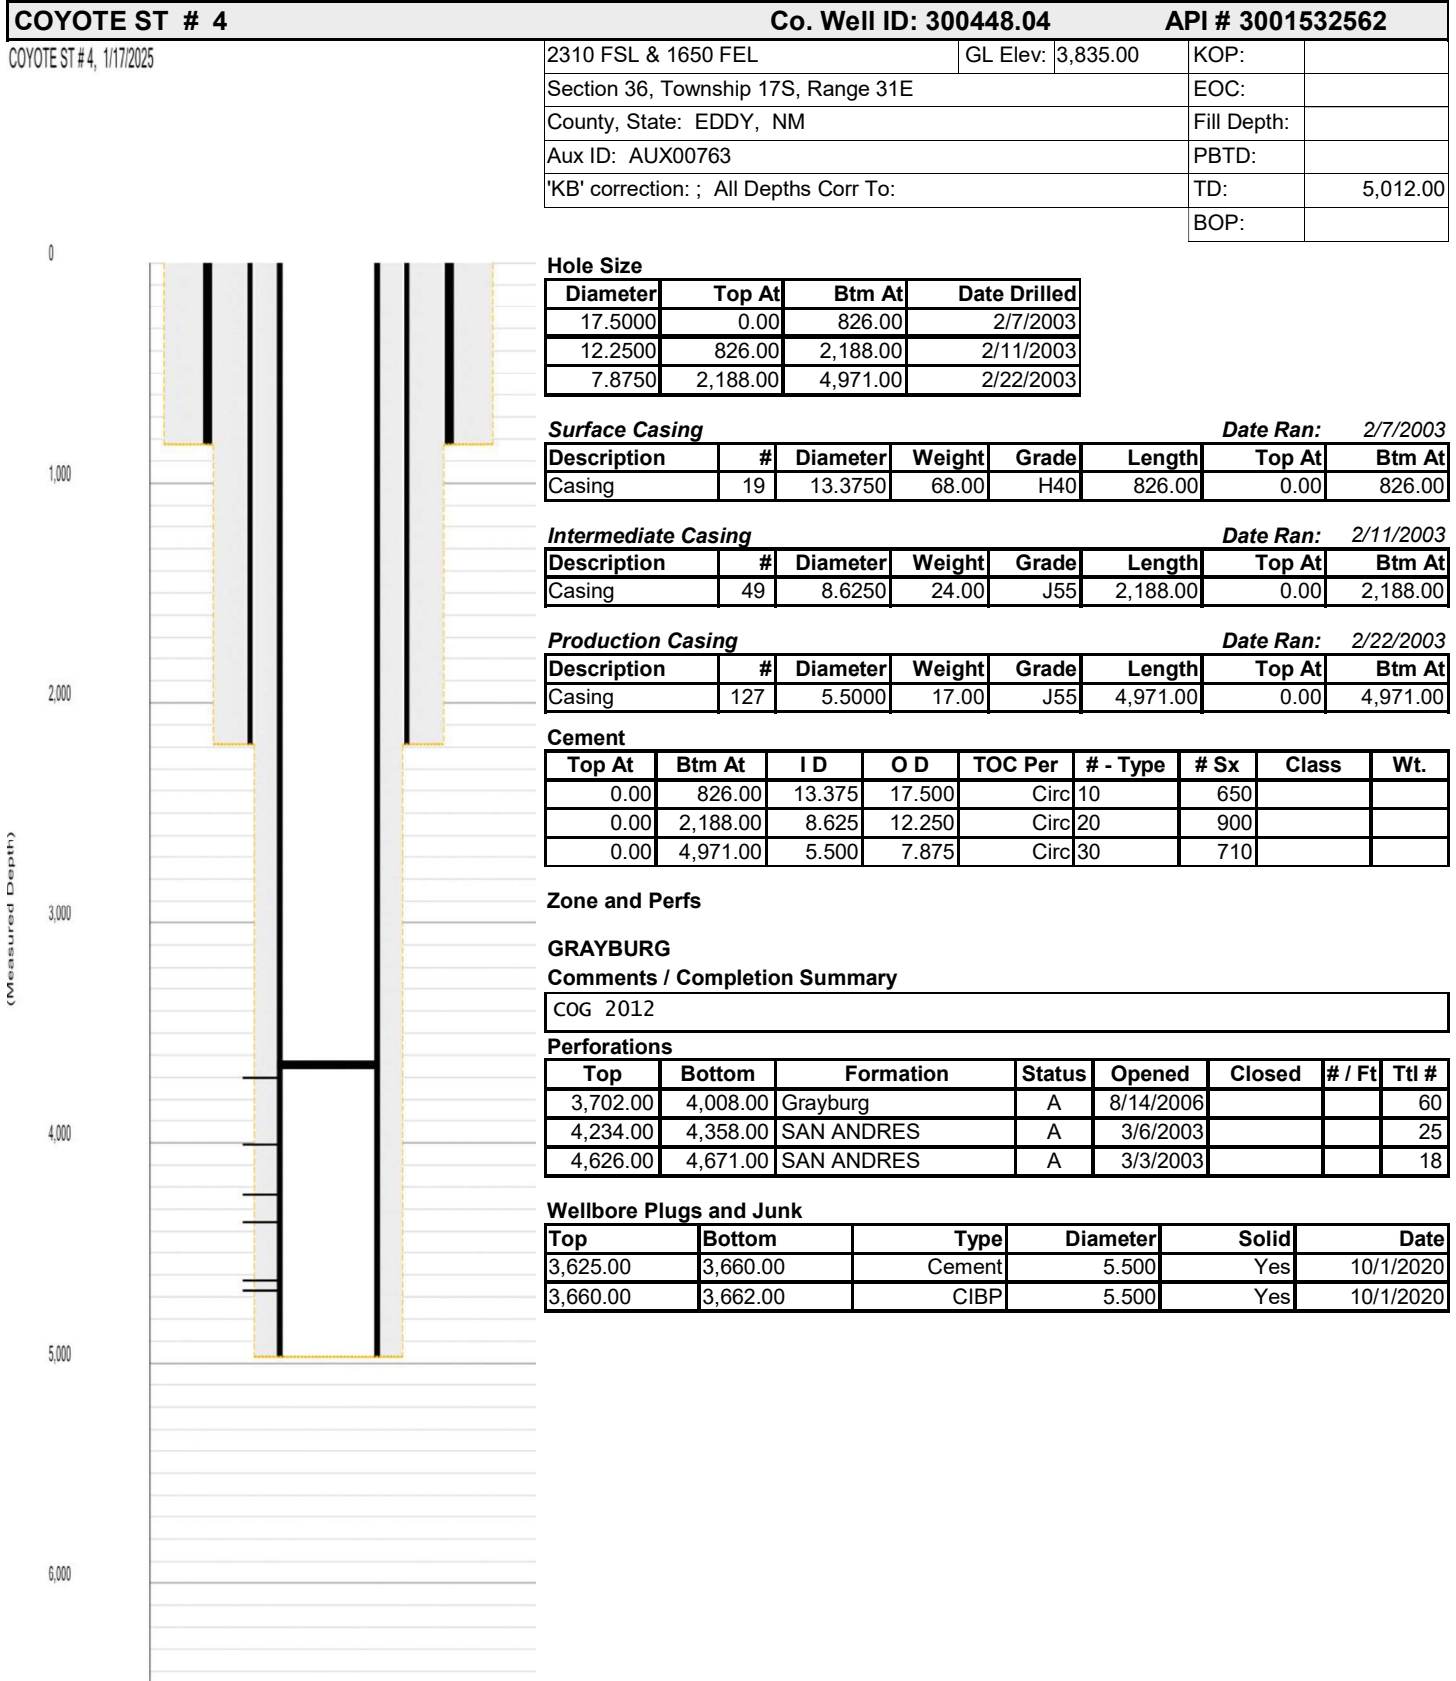 COYOTE ST # 4 Co. Well ID: 300448.04 API # 3001532562
COYOTE ST # 4, 1/17/2025
2310 FSL & 1650 FEL GL Elev: 3,835.00 KOP:
Section 36, Township 17S, Range 31E EOC:
County, State: EDDY, NM Fill Depth:
Aux ID: AUX00763 PBTD:
'KB' correction: ; All Depths Corr To: TD: 5,012.00
BOP:
Hole Size
Diameter Top At Btm At Date Drilled
17.5000 0.00 826.00 2/7/2003
12.2500 826.00 2,188.00 2/11/2003
7.8750 2,188.00 4,971.00 2/22/2003
Surface Casing Date Ran: 2/7/2003
Description # Diameter Weight Grade Length Top At Btm At
Casing 19 13.3750 68.00 H40 826.00 0.00 826.00
Intermediate Casing Date Ran: 2/11/2003
Description # Diameter Weight Grade Length Top At Btm At
Casing 49 8.6250 24.00 J55 2,188.00 0.00 2,188.00
Production Casing Date Ran: 2/22/2003
Description # Diameter Weight Grade Length Top At Btm At
Casing 127 5.5000 17.00 J55 4,971.00 0.00 4,971.00
Cement
Top At Btm At I D O D TOC Per # - Type # Sx Class Wt.
0.00 826.00 13.375 17.500 Circ 10 650
0.00 2,188.00 8.625 12.250 Circ 20 900
0.00 4,971.00 5.500 7.875 Circ 30 710
Zone and Perfs
GRAYBURG
Comments / Completion Summary
COG 2012
Perforations
Top Bottom Formation Status Opened Closed # / Ft Ttl #
3,702.00 4,008.00 Grayburg A 8/14/2006 60
4,234.00 4,358.00 SAN ANDRES A 3/6/2003 25
4,626.00 4,671.00 SAN ANDRES A 3/3/2003 18
Wellbore Plugs and Junk
Top Bottom Type Diameter Solid Date
3,625.00 3,660.00 Cement 5.500 Yes 10/1/2020
3,660.00 3,662.00 CIBP 5.500 Yes 10/1/2020
0
1,000
2,000
3,000
4,000
5,000
6,000
(Measured Depth)